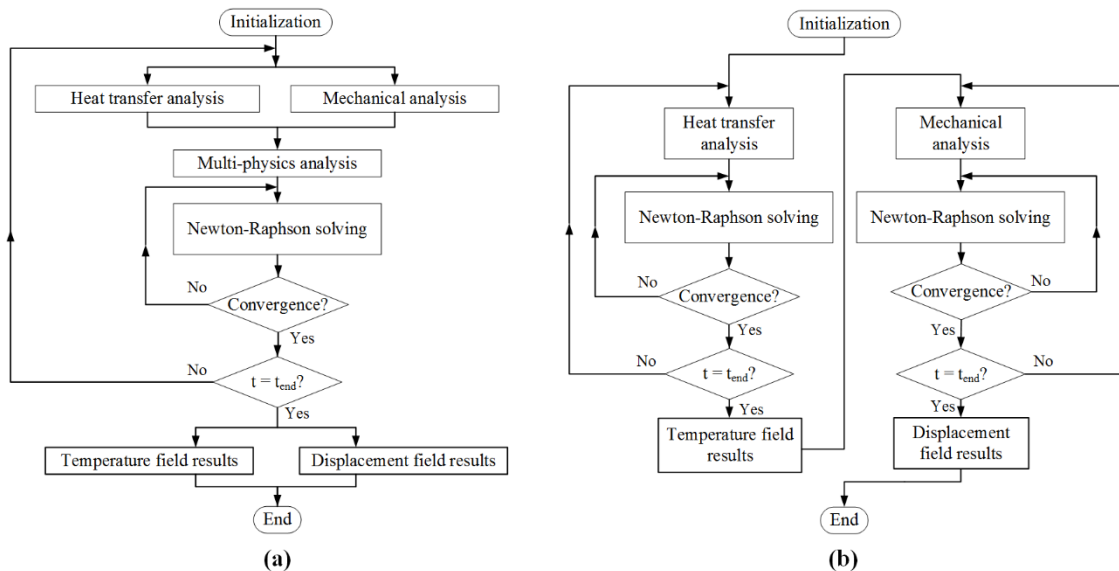 Initialization
Heat transfer analysis
Mechanical analysis
Multi-physics analysis
Newton-Raphson solving
No
Convergence?
Yes
No
t = tend?
Yes
Temperature field results
Displacement field results
End
(a)
Initialization
Heat transfer
analysis
Newton-Raphson solving
No
Convergence?
Yes
No
t = tend?
Yes
Temperature field
results
Mechanical
analysis
Newton-Raphson solving
No
Convergence?
Yes
No
t = tend?
Yes
Displacement
field results
End
(b)